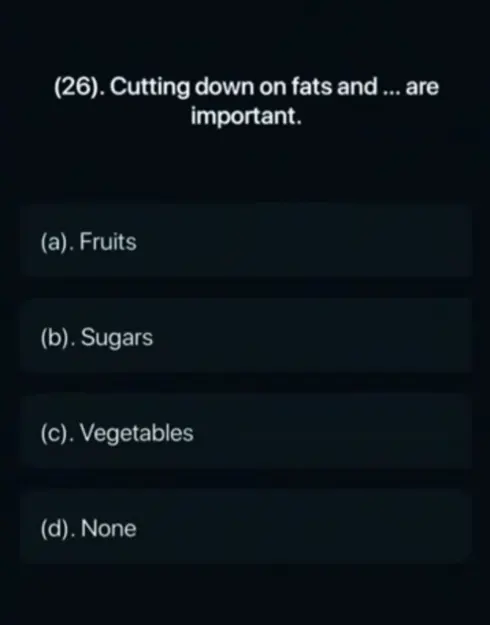 (26). Cutting down on fats and ... are
important.
(a). Fruits
(b). Sugars
(c). Vegetables
(d). None